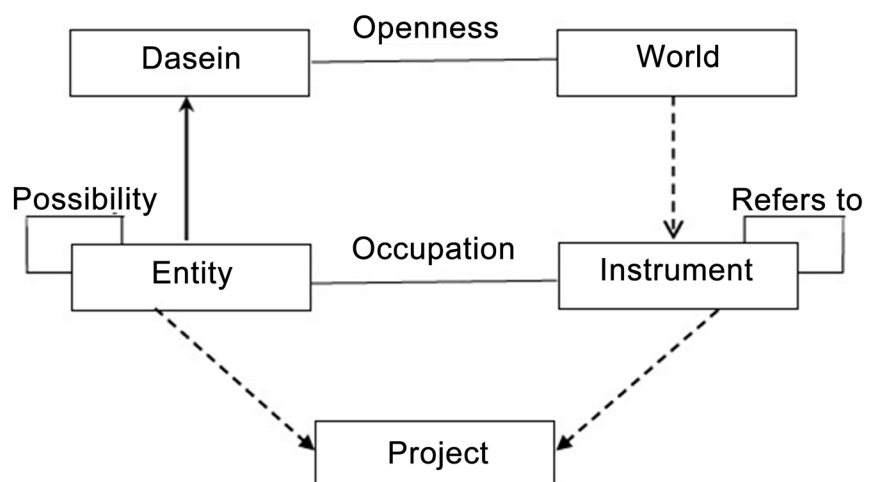 Openness
Dasein
World
Possibility
Refers to
Entity
Occupation
Instrument
Project